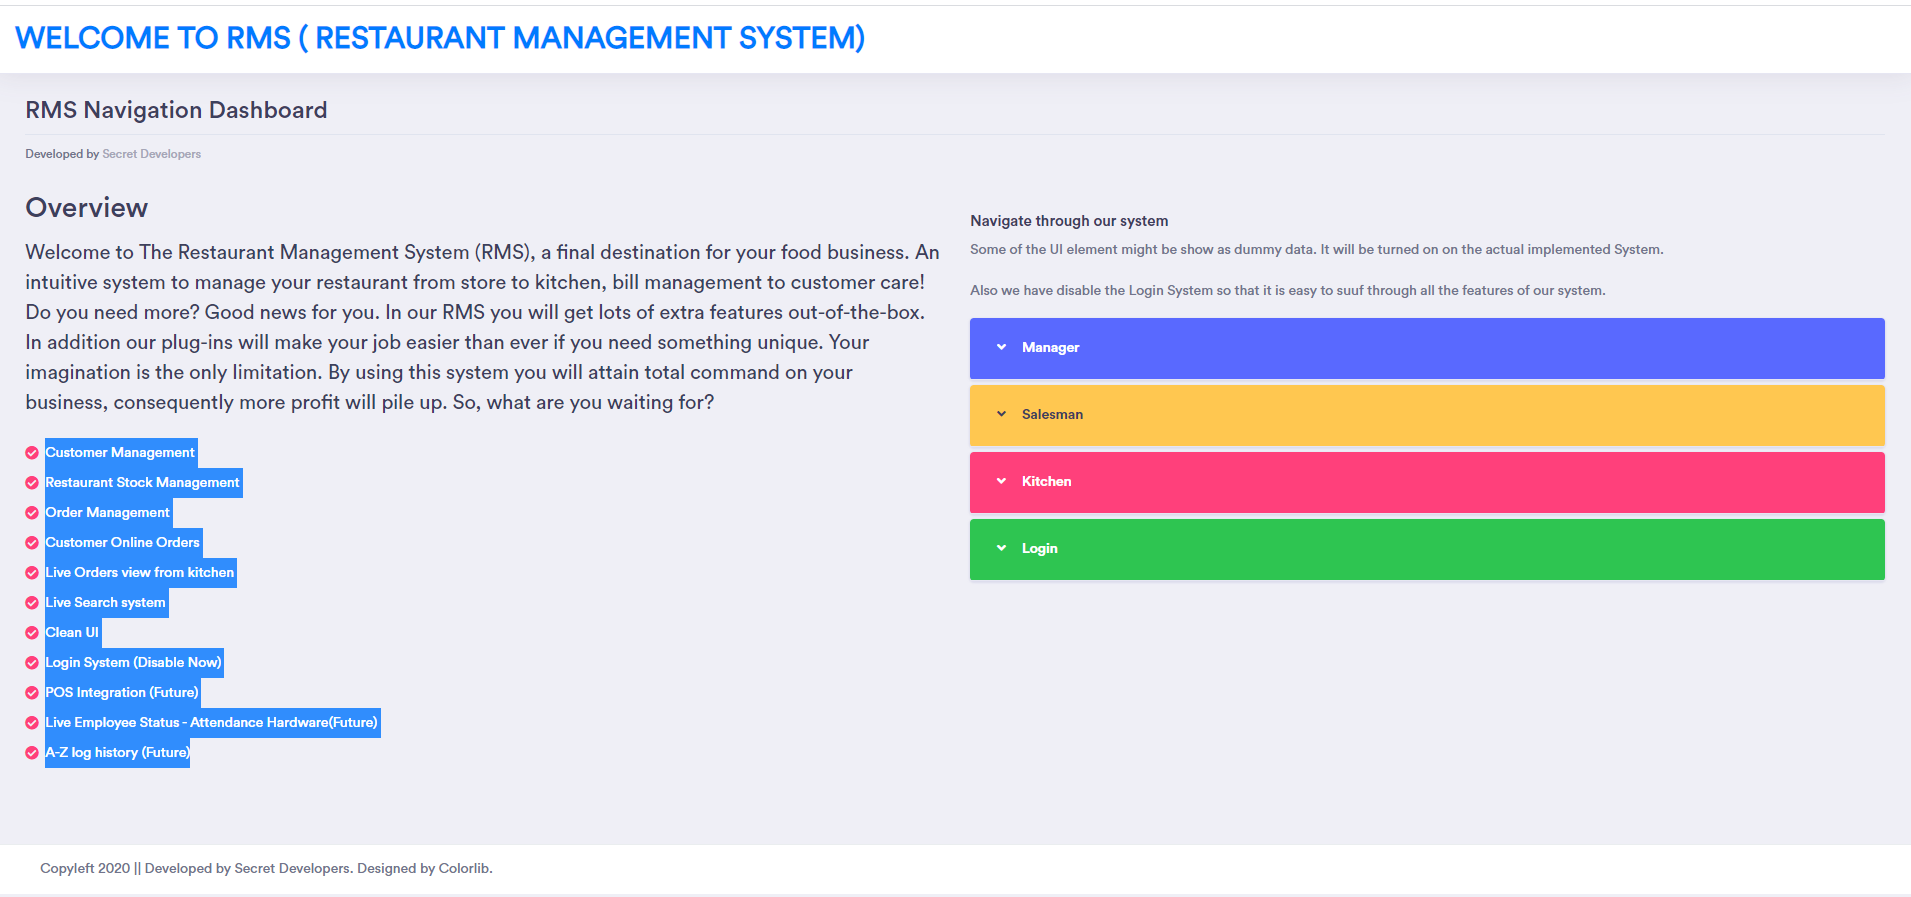 WELCOME TO RMS ( RESTAURANT MANAGEMENT SYSTEM)
RMS Navigation Dashboard
Developed by Secret Developers
Overview
Welcome to The Restaurant Management System (RMS), a final destination for your food business. An
intuitive system to manage your restaurant from store to kitchen, bill management to customer care!
Do you need more? Good news for you. In our RMS you will get lots of extra features out-of-the-box.
In addition our plug-ins will make your job easier than ever if you need something unique. Your
imagination is the only limitation. By using this system you will attain total command on your
business, consequently more profit will pile up. So, what are you waiting for?
Customer Management
Restaurant Stock Management
Order Management
Customer Online Orders
Live Orders view from kitchen
Live Search system
Clean UI
Login System (Disable Now)
POS Integration (Future)
Live Employee Status - Attendance Hardware(Future)
A-Z log history (Future)
Navigate through our system
Some of the UI element might be show as dummy data. It will be turned on on the actual implemented System.
Also we have disable the Login System so that it is easy to suuf through all the features of our system.
Manager
Salesman
Kitchen
Login
Copyleft 2020 || Developed by Secret Developers. Designed by Colorlib.